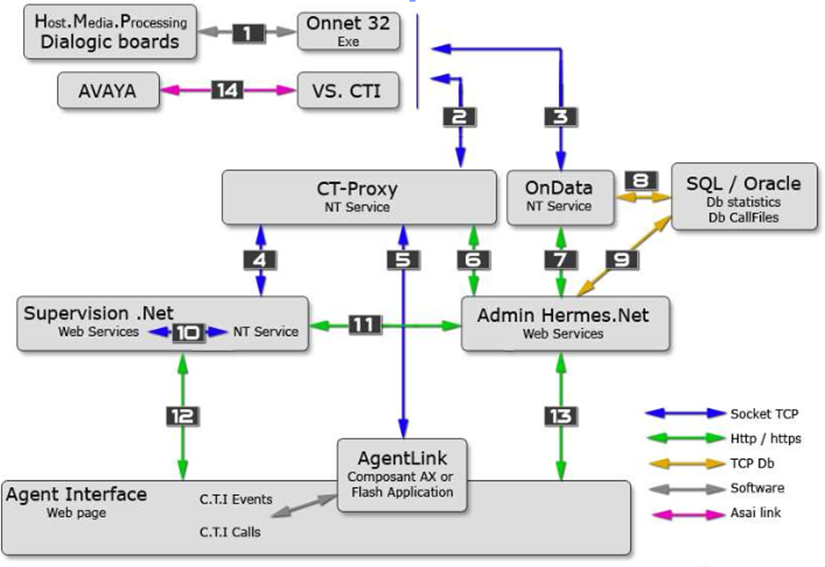 Host.Media.Processing
Dialogic boards
1
Onnet 32
Exe
AVAYA
14
VS. CTI
2
3
CT-Proxy
NT Service
OnData
NT Service
8
SQL / Oracle
Db statistics
Db CallFiles
4
5
6
7
9
Supervision .Net
Web Services
10
NT Service
11
Admin Hermes.Net
Web Services
12
13
AgentLink
Composant AX or
Flash Application
Agent Interface
Web page
C.T.I Events
C.T.I Calls
Socket TCP
Http / https
TCP Db
Software
Asai link